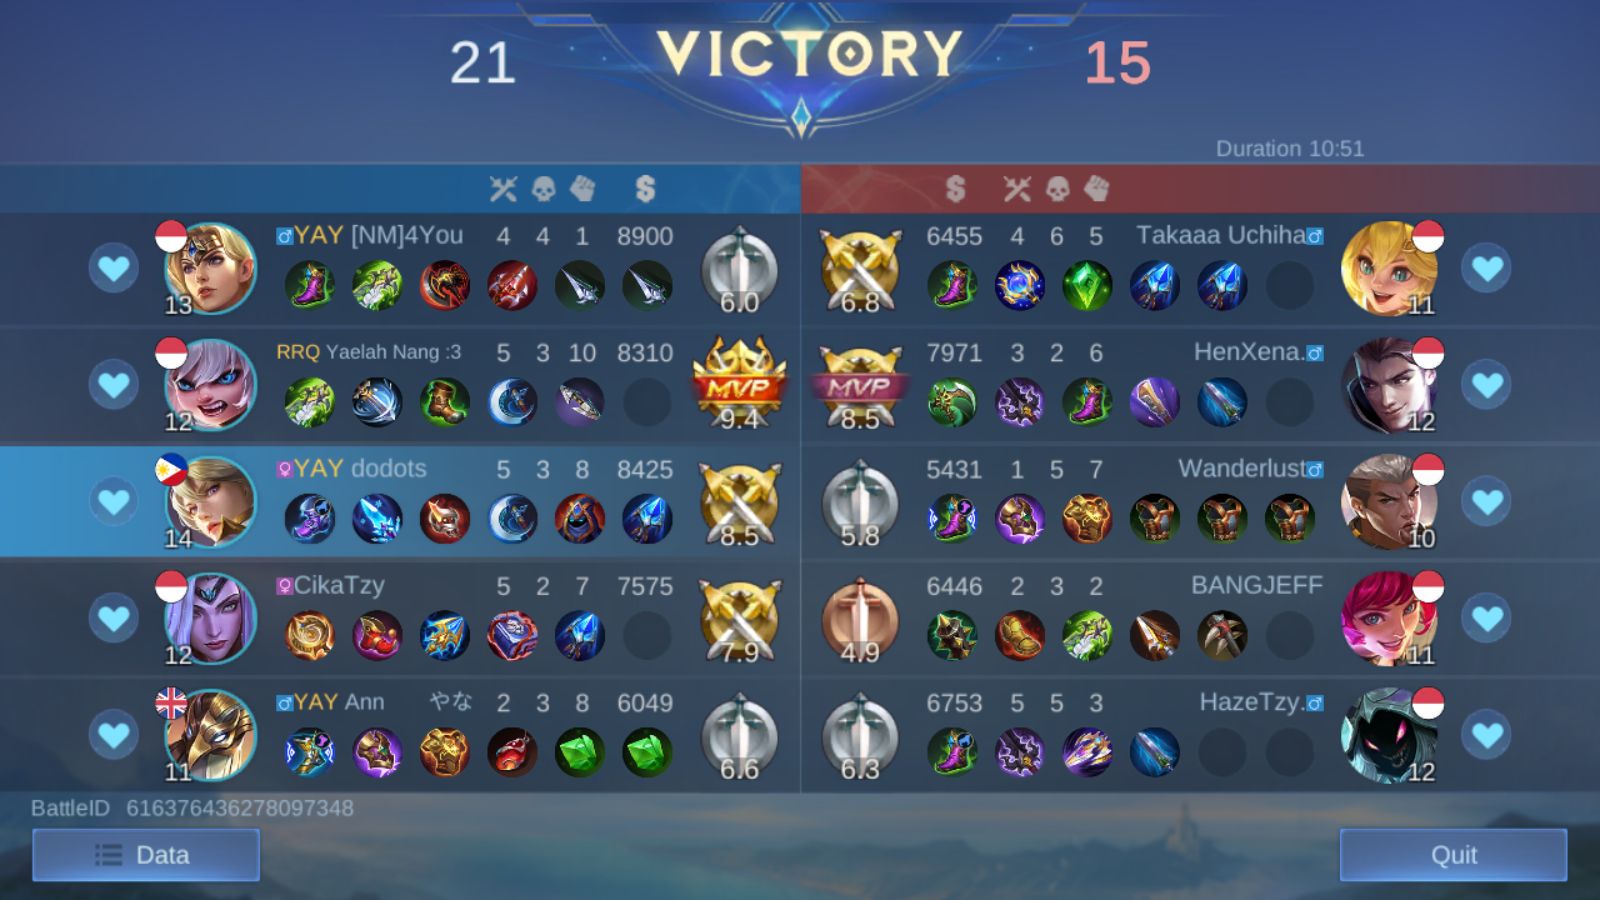 21 VICTORY 15
Duration 10:51
YAY [NM]4You 4 4 1 8900
13 6.0
6.8 6455 4 6 5 Takaaa Uchiha
11
RRQ Yaelah Nang :3 5 3 10 8310
12 MVP 9.4
MVP 8.5 7971 3 2 6 HenXena.
12
YAY dodots 5 3 8 8425
14 8.5
5.8 5431 1 5 7 Wanderlust
10
CikaTzy 5 2 7 7575
12 7.9
4.9 6446 2 3 2 BANGJEFF
11
YAY Ann やな 2 3 8 6049
11 6.6
6.3 6753 5 5 3 HazeTzy.
12
BattleID 616376436278097348
Data
Quit